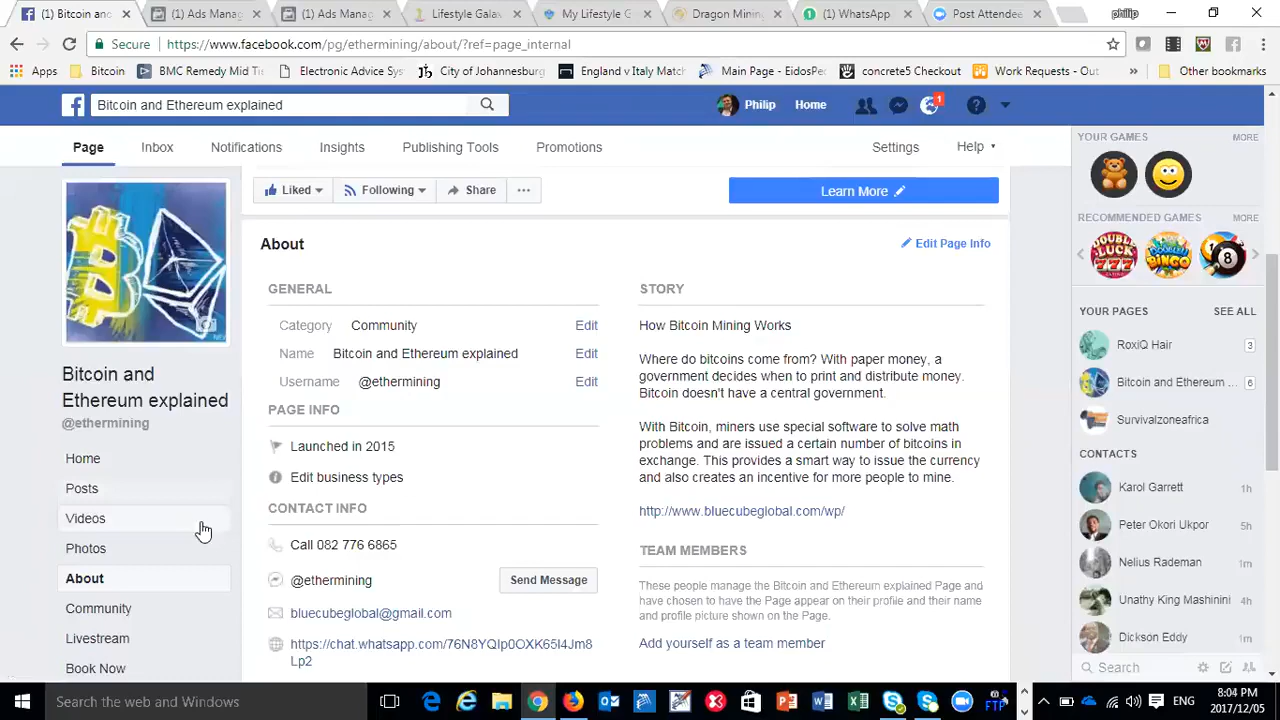 (1) Bitcoin and
(1) Ads Manag
(1) Ads Manag
Lifestyle Gala
My Lifestyle G
Dragon Mining
(1) WhatsApp
Post Attendee
philip
Secure
https://www.facebook.com/pg/ethermining/about/?ref=page_internal
Apps
Bitcoin
BMC Remedy Mid Ti
Electronic Advice Sys
City of Johannesburg
England v Italy Match
Main Page - EidosPec
concrete5 Checkout
Work Requests - Out
»
Other bookmarks
Bitcoin and Ethereum explained
Philip
Home
1
Page
Inbox
Notifications
Insights
Publishing Tools
Promotions
Settings
Help
Liked
Following
Share
Learn More
Bitcoin and
Ethereum explained
@ethermining
Home
Posts
Videos
Photos
About
Community
Livestream
Book Now
About
Edit Page Info
GENERAL
Category Community Edit
Name Bitcoin and Ethereum explained Edit
Username @ethermining Edit
PAGE INFO
Launched in 2015
Edit business types
CONTACT INFO
Call 082 776 6865
@ethermining
Send Message
bluecubeglobal@gmail.com
https://chat.whatsapp.com/76N8YQIp0OXK65I4Jm8
Lp2
STORY
How Bitcoin Mining Works
Where do bitcoins come from? With paper money, a
government decides when to print and distribute money.
Bitcoin doesn't have a central government.
With Bitcoin, miners use special software to solve math
problems and are issued a certain number of bitcoins in
exchange. This provides a smart way to issue the currency
and also creates an incentive for more people to mine.
http://www.bluecubeglobal.com/wp/
TEAM MEMBERS
These people manage the Bitcoin and Ethereum explained Page and
have chosen to have the Page appear on their profile and their name
and profile picture shown on the Page.
Add yourself as a team member
YOUR GAMES MORE
RECOMMENDED GAMES MORE
DOUBLE
LUCK
777
DOUBLE
BINGO
8
YOUR PAGES SEE ALL
RoxiQ Hair 3
Bitcoin and Ethereum ... 6
Survivalzoneafrica
CONTACTS
Karol Garrett 1h
Peter Okori Ukpor 5h
Nelius Rademan 1m
Unathy King Mashinini 4h
Dickson Eddy 1m
Search
Search the web and Windows
FTP
ENG
8:04 PM
2017/12/05